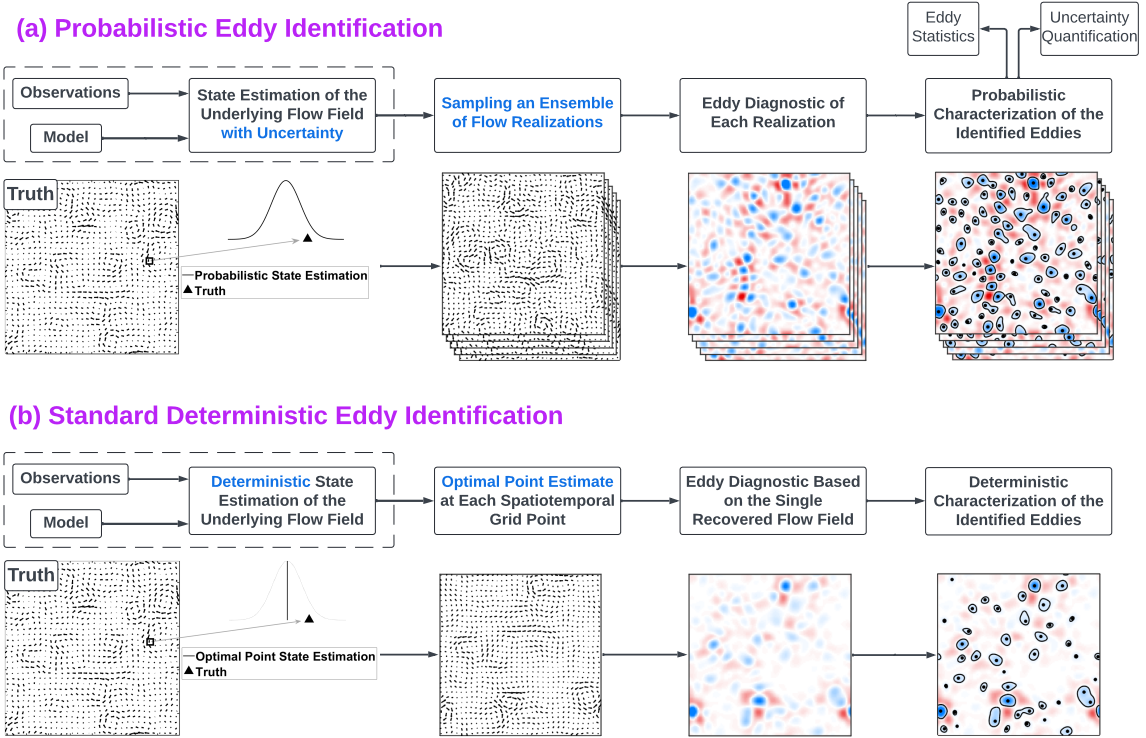 (a) Probabilistic Eddy Identification
Eddy
Statistics
Uncertainty
Quantification
Observations
Model
State Estimation of the
Underlying Flow Field
with Uncertainty
Sampling an Ensemble
of Flow Realizations
Eddy Diagnostic of
Each Realization
Probabilistic
Characterization of the
Identified Eddies
Truth
Probabilistic State Estimation
Truth
(b) Standard Deterministic Eddy Identification
Observations
Model
Deterministic State
Estimation of the
Underlying Flow Field
Optimal Point Estimate
at Each Spatiotemporal
Grid Point
Eddy Diagnostic Based
on the Single
Recovered Flow Field
Deterministic
Characterization of the
Identified Eddies
Truth
Optimal Point State Estimation
Truth